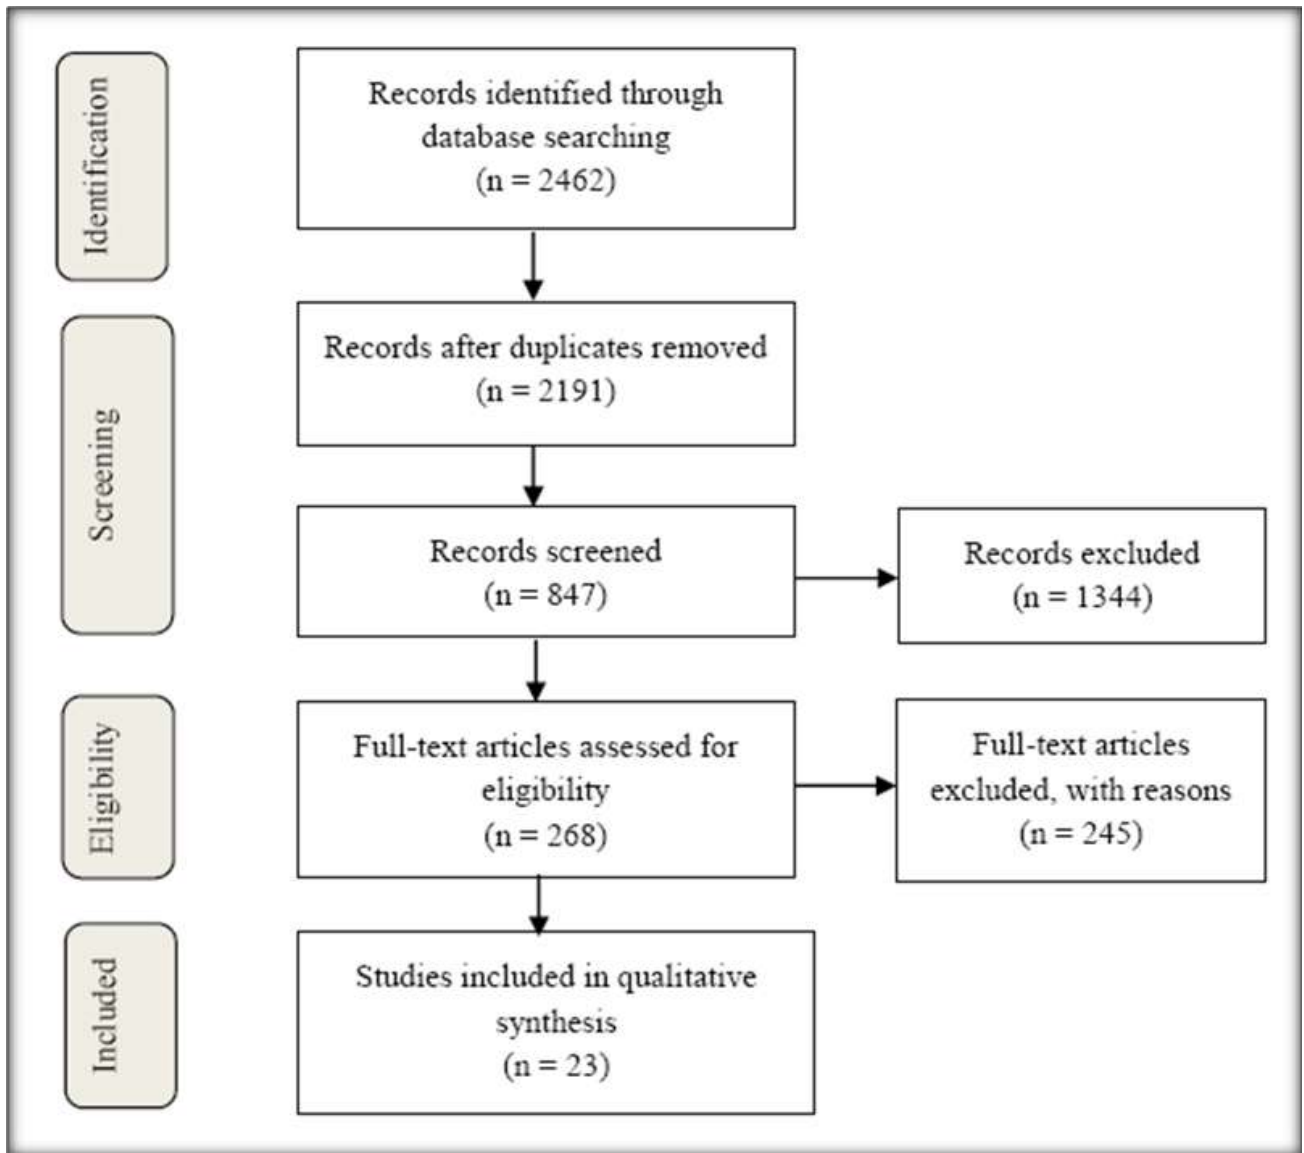 Identification
Records identified through
database searching
(n = 2462)
Screening
Records after duplicates removed
(n = 2191)
Records screened
(n = 847)
Records excluded
(n = 1344)
Eligibility
Full-text articles assessed for
eligibility
(n = 268)
Full-text articles
excluded, with reasons
(n = 245)
Included
Studies included in qualitative
synthesis
(n = 23)